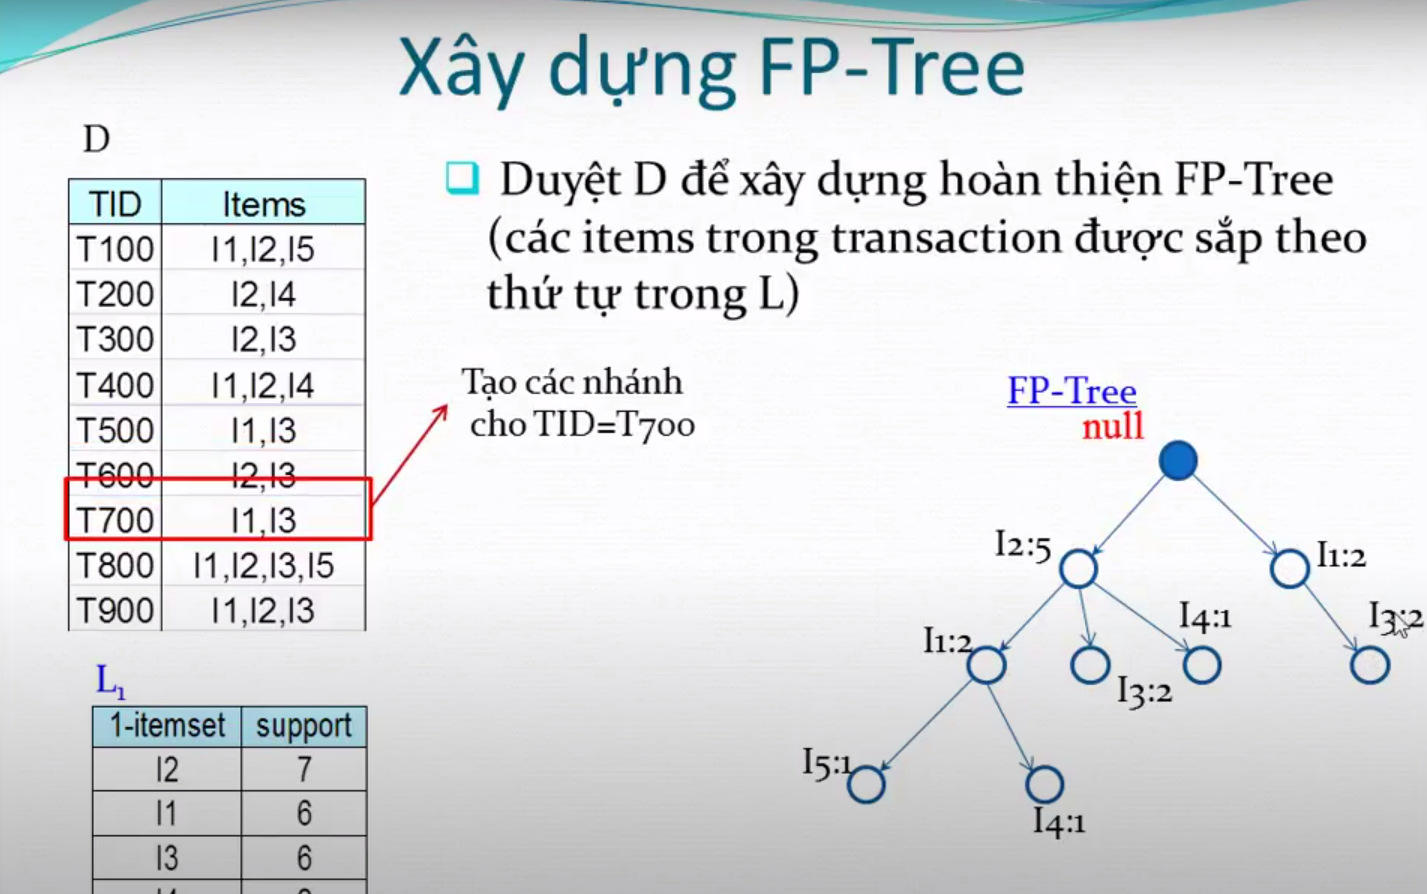 Xây dựng FP-Tree
D
TID Items
T100 I1,I2,I5
T200 I2,I4
T300 I2,I3
T400 I1,I2,I4
T500 I1,I3
T600 I2,I3
T700 I1,I3
T800 I1,I2,I3,I5
T900 I1,I2,I3
Duyệt D để xây dựng hoàn thiện FP-Tree
(các items trong transaction được sắp theo
thứ tự trong L)
Tạo các nhánh
cho TID=T700
FP-Tree
null
I2:5
I1:2
I1:2
I4:1
I3:2
I3:2
I5:1
I4:1
L1
1-itemset support
I2 7
I1 6
I3 6